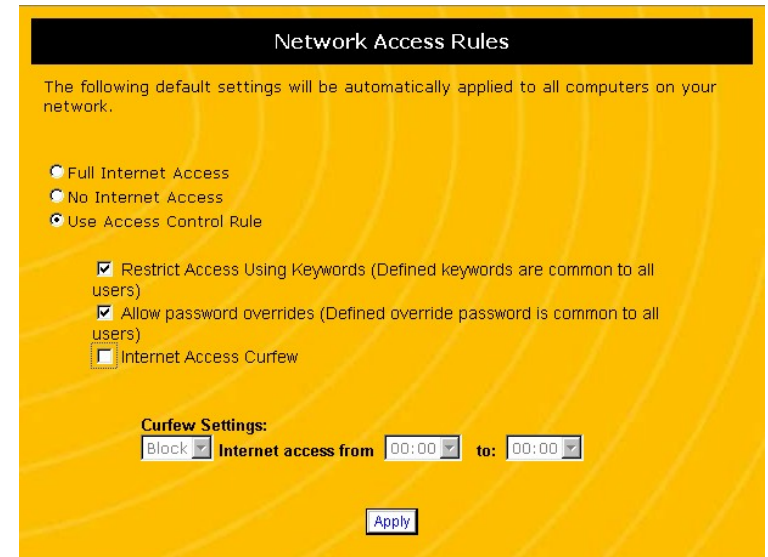 Network Access Rules
The following default settings will be automatically applied to all computers on your
network.
Full Internet Access
No Internet Access
Use Access Control Rule
Restrict Access Using Keywords (Defined keywords are common to all
users)
Allow password overrides (Defined override password is common to all
users)
Internet Access Curfew
Curfew Settings:
Block Internet access from 00:00 to: 00:00
Apply